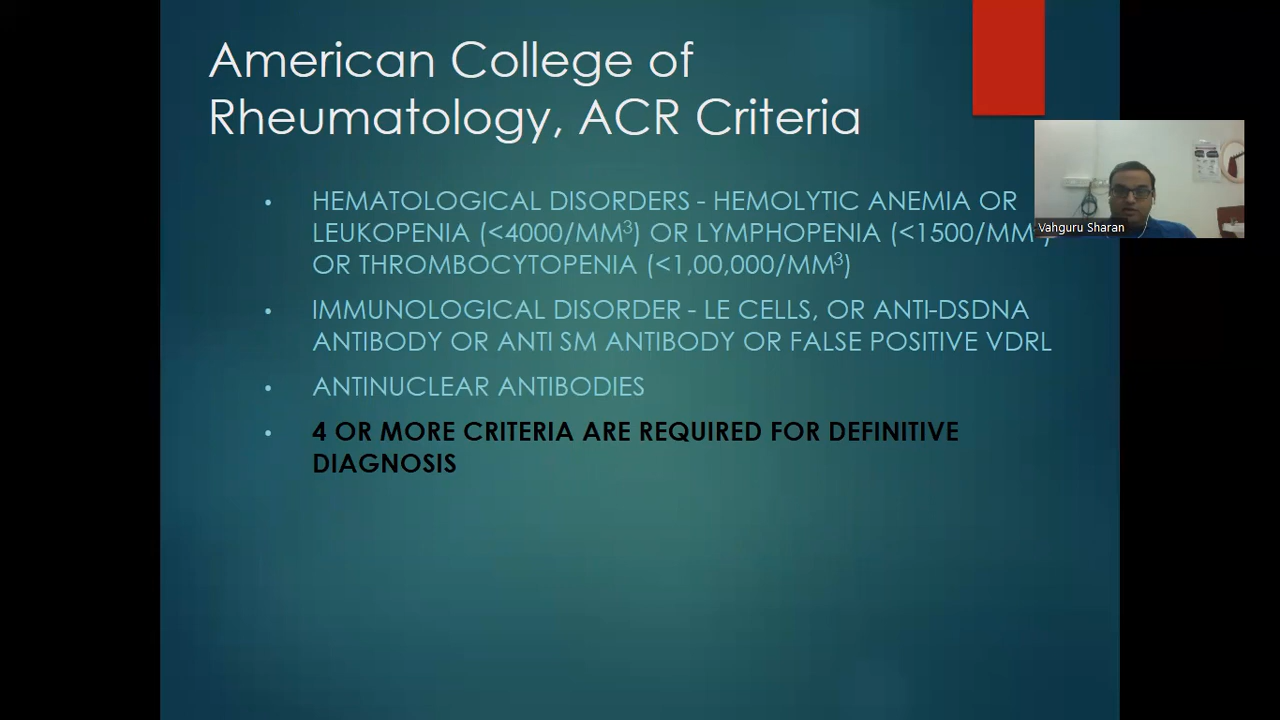 American College of
Rheumatology, ACR Criteria
• HEMATOLOGICAL DISORDERS - HEMOLYTIC ANEMIA OR
LEUKOPENIA (<4000/MM³) OR LYMPHOPENIA (<1500/MM )
OR THROMBOCYTOPENIA (<1,00,000/MM³)
• IMMUNOLOGICAL DISORDER - LE CELLS, OR ANTI-DSDNA
ANTIBODY OR ANTI SM ANTIBODY OR FALSE POSITIVE VDRL
• ANTINUCLEAR ANTIBODIES
• 4 OR MORE CRITERIA ARE REQUIRED FOR DEFINITIVE
DIAGNOSIS
Vahguru Sharan